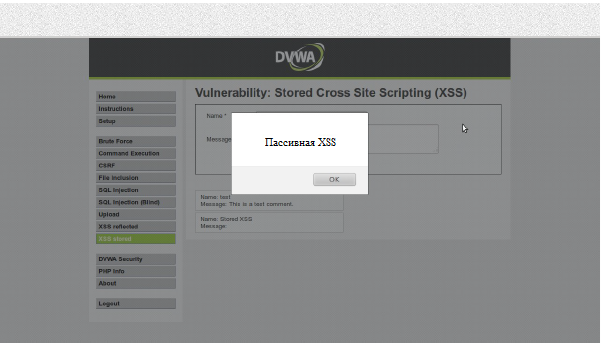 DVWA
Home
Instructions
Setup
Brute Force
Command Execution
CSRF
File Inclusion
SQL Injection
SQL Injection (Blind)
Upload
XSS reflected
XSS stored
DVWA Security
PHP Info
About
Logout
Vulnerability: Stored Cross Site Scripting (XSS)
Name *
Message
Пассивная XSS
OK
Name: test
Message: This is a test comment.
Name: Stored XSS
Message: